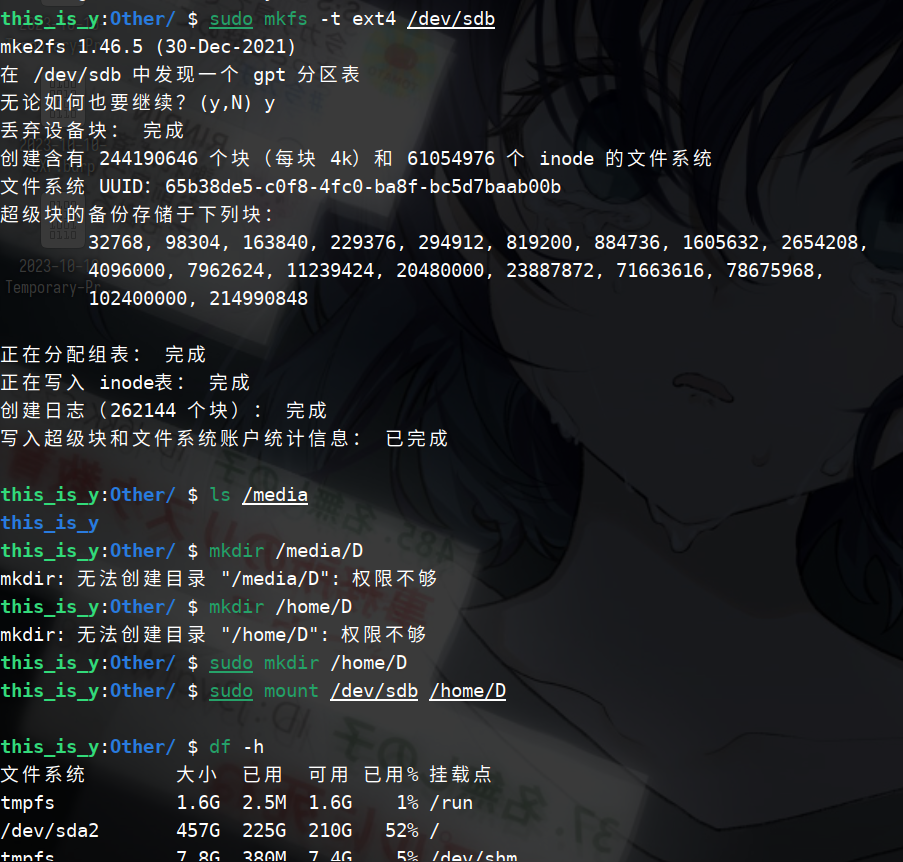 this_is_y:Other/ $ sudo mkfs -t ext4 /dev/sdb
mke2fs 1.46.5 (30-Dec-2021)
在 /dev/sdb 中发现一个 gpt 分区表
无论如何也要继续? (y,N) y
丢弃设备块： 完成
创建含有 244190646 个块（每块 4k）和 61054976 个 inode 的文件系统
文件系统 UUID：65b38de5-c0f8-4fc0-ba8f-bc5d7baab00b
超级块的备份存储于下列块：
32768, 98304, 163840, 229376, 294912, 819200, 884736, 1605632, 2654208,
4096000, 7962624, 11239424, 20480000, 23887872, 71663616, 78675968,
102400000, 214990848
正在分配组表： 完成
正在写入 inode表： 完成
创建日志（262144 个块）： 完成
写入超级块和文件系统账户统计信息： 已完成
this_is_y:Other/ $ ls /media
this_is_y
this_is_y:Other/ $ mkdir /media/D
mkdir: 无法创建目录 "/media/D": 权限不够
this_is_y:Other/ $ mkdir /home/D
mkdir: 无法创建目录 "/home/D": 权限不够
this_is_y:Other/ $ sudo mkdir /home/D
this_is_y:Other/ $ sudo mount /dev/sdb /home/D
this_is_y:Other/ $ df -h
文件系统 大小 已用 可用 已用% 挂载点
tmpfs 1.6G 2.5M 1.6G 1% /run
/dev/sda2 457G 225G 210G 52% /
tmpfs 7.8G 380M 7.4G 5% /dev/shm